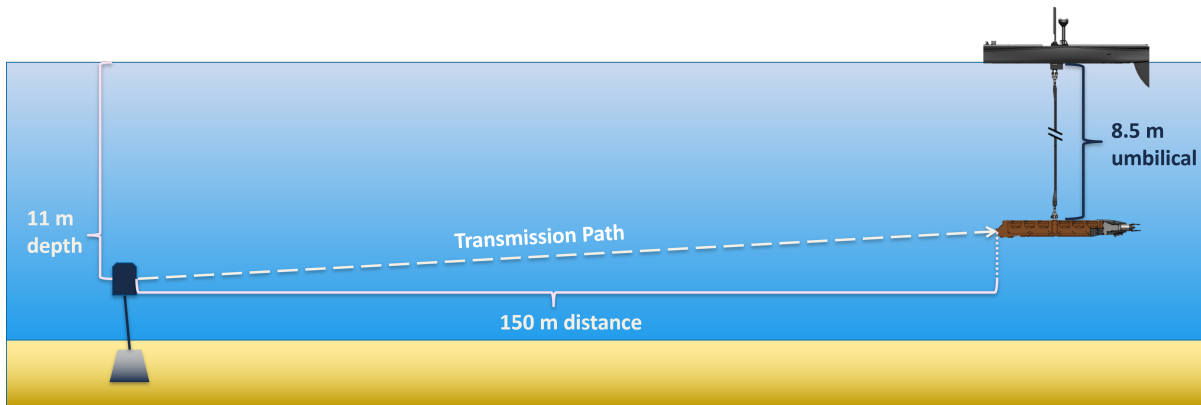 8.5 m
umbilical
11 m
depth
Transmission Path
150 m distance